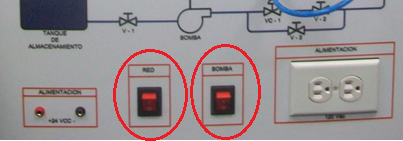 TANQUE
DE
ALMACENAMIENTO
V - 1
BOMBA
VC - 1
V - 2
V - 3
RED
BOMBA
ALIMENTACION
ALIMENTACION
+24 VCC -
120 Vac